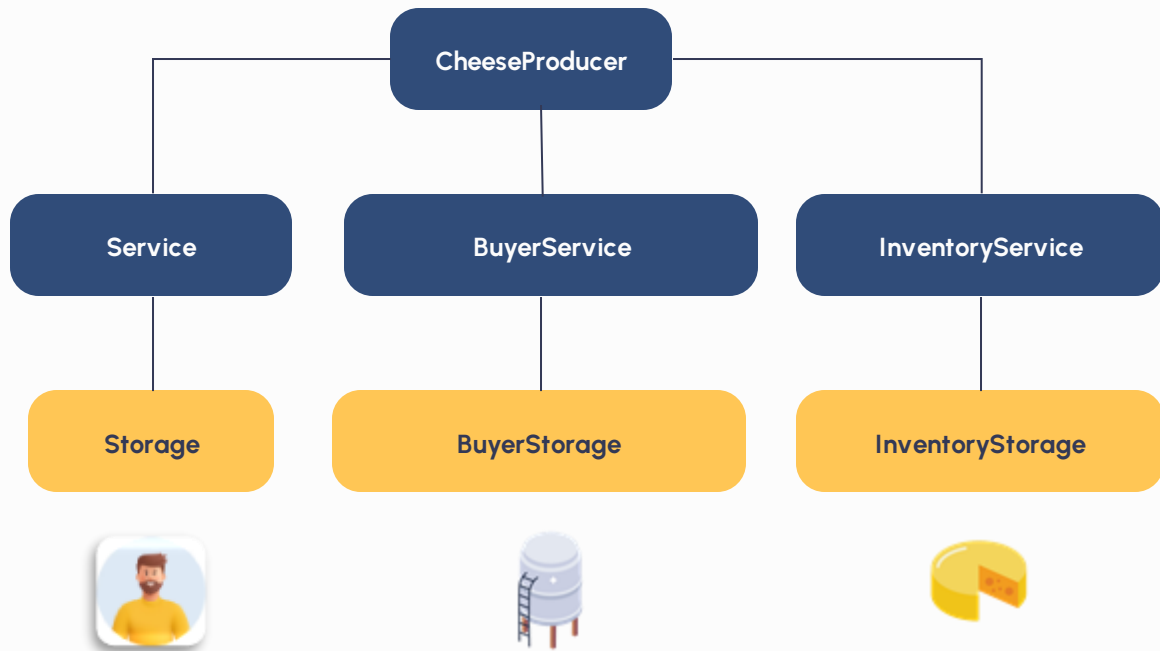 CheeseProducer
Service
BuyerService
InventoryService
Storage
BuyerStorage
InventoryStorage